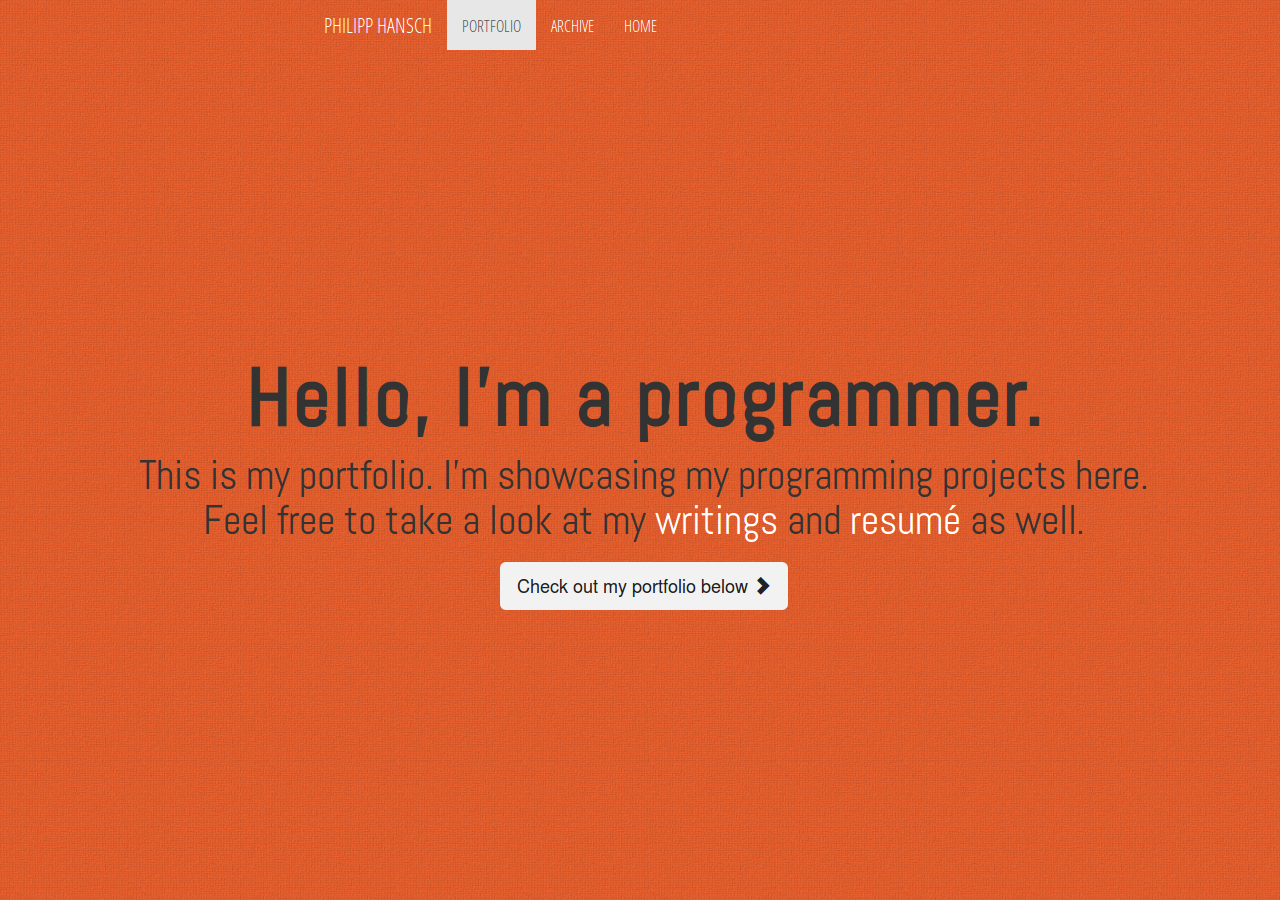 PHILIPP HANSCH PORTFOLIO ARCHIVE HOME
Hello, I'm a programmer.
This is my portfolio. I'm showcasing my programming projects here.
Feel free to take a look at my writings and resumé as well.
Check out my portfolio below